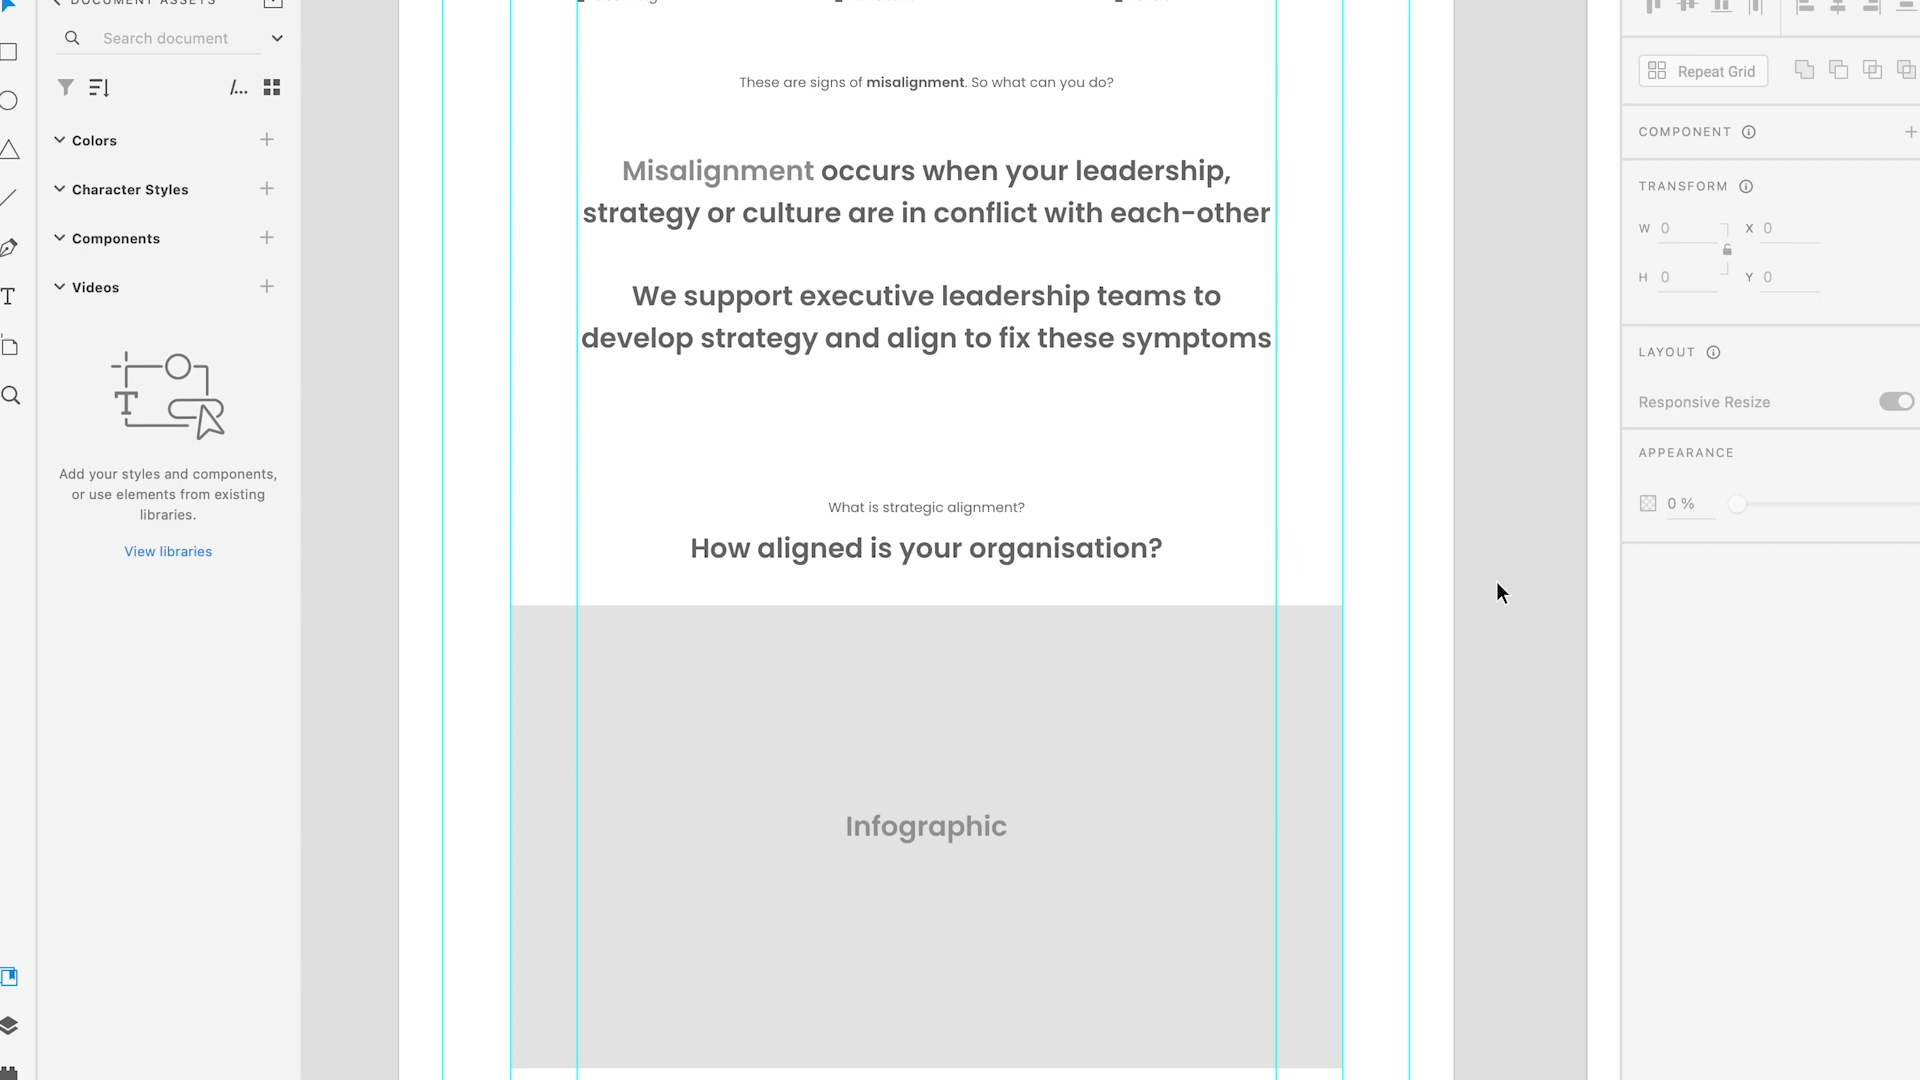 DOCUMENT ASSETS
Search document
/...
Colors
Character Styles
Components
Videos
Add your styles and components,
or use elements from existing
libraries.
View libraries
These are signs of misalignment. So what can you do?
Misalignment occurs when your leadership,
strategy or culture are in conflict with each-other
We support executive leadership teams to
develop strategy and align to fix these symptoms
What is strategic alignment?
How aligned is your organisation?
Infographic
Repeat Grid
COMPONENT
TRANSFORM
W 0 X 0
H 0 Y 0
LAYOUT
Responsive Resize
APPEARANCE
0 %